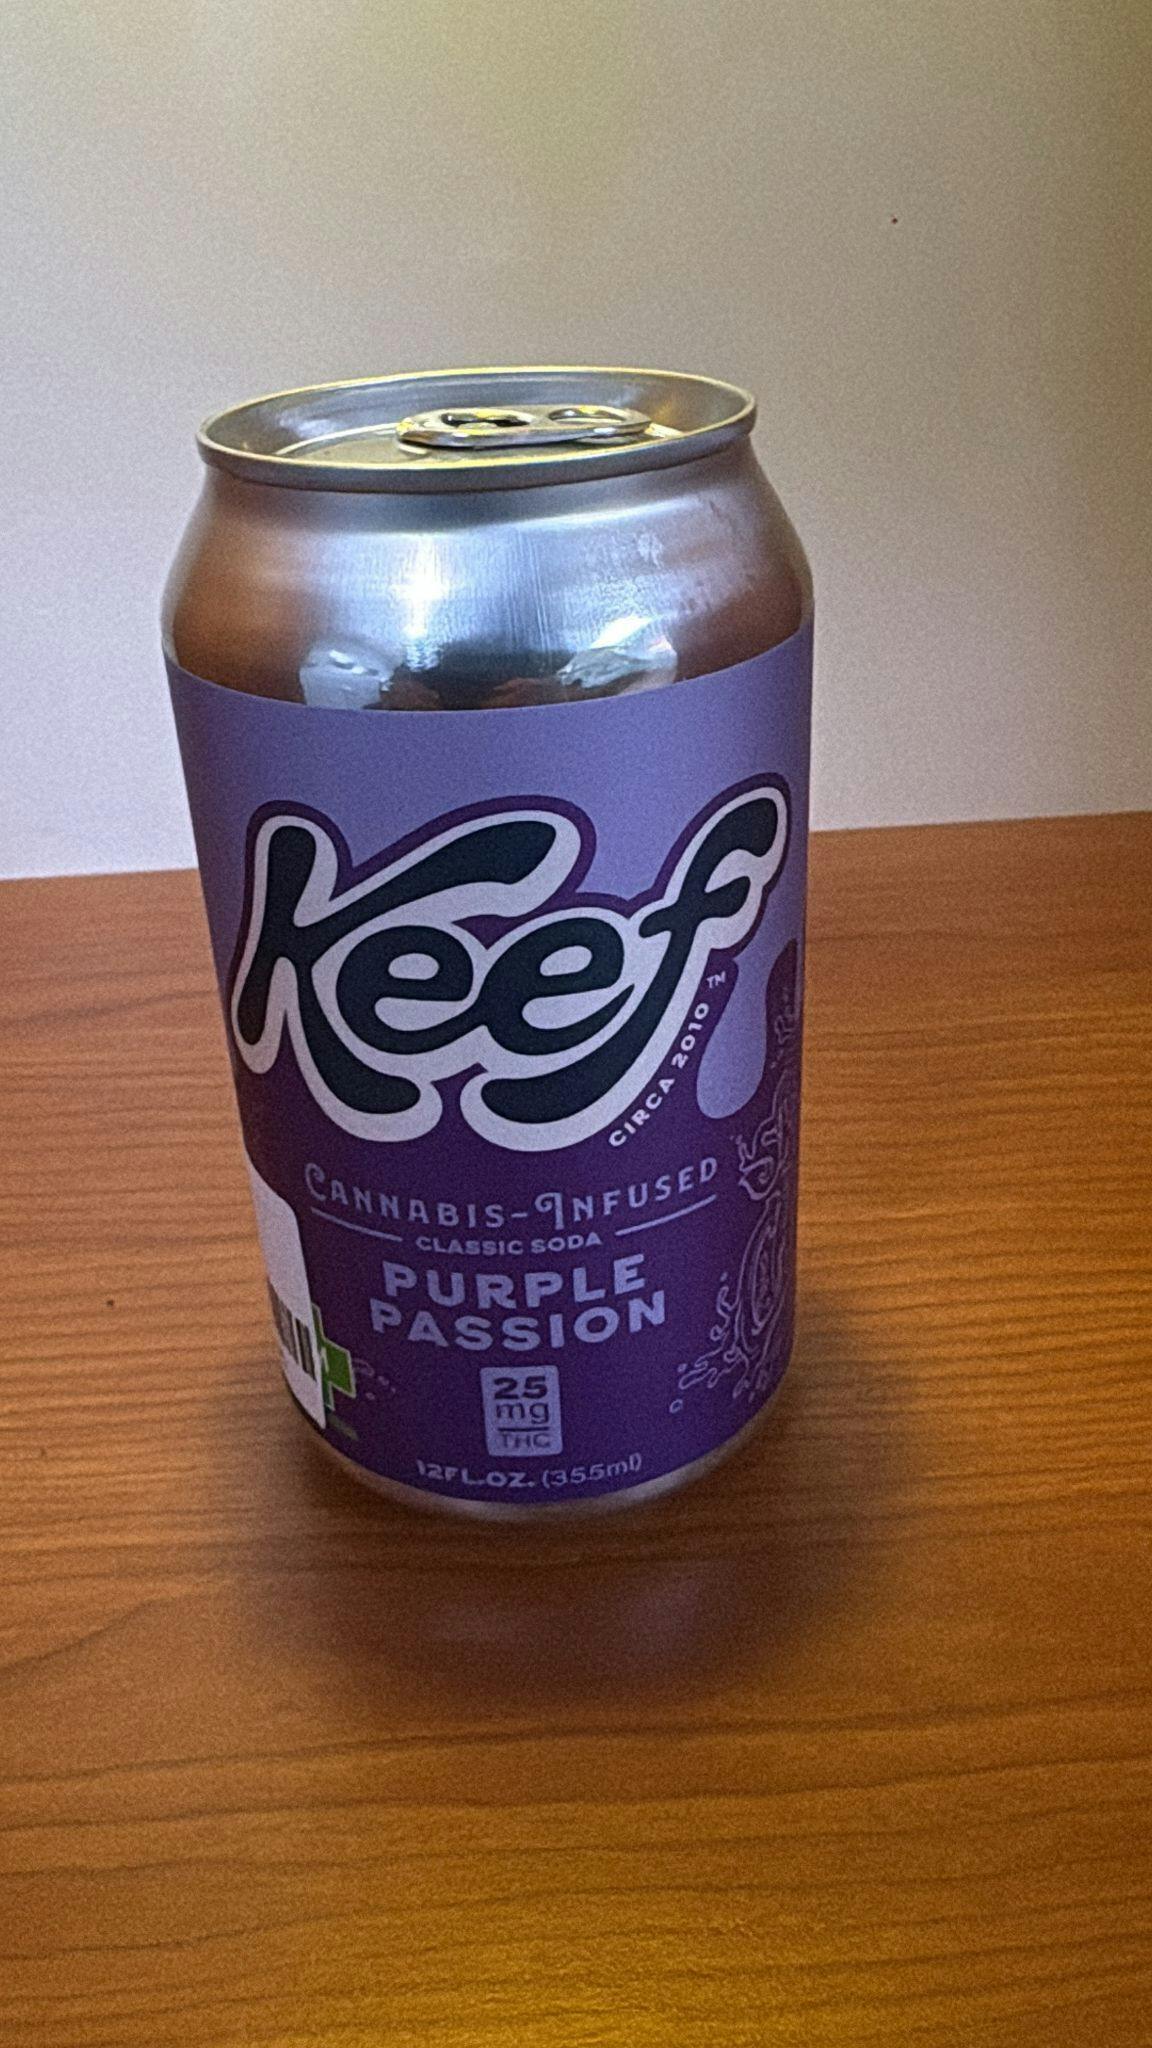 Keef
TM
CIRCA 2010
CANNABIS-INFUSED
CLASSIC SODA
PURPLE
PASSION
25
mg
THC
12FL.OZ. (355ml)